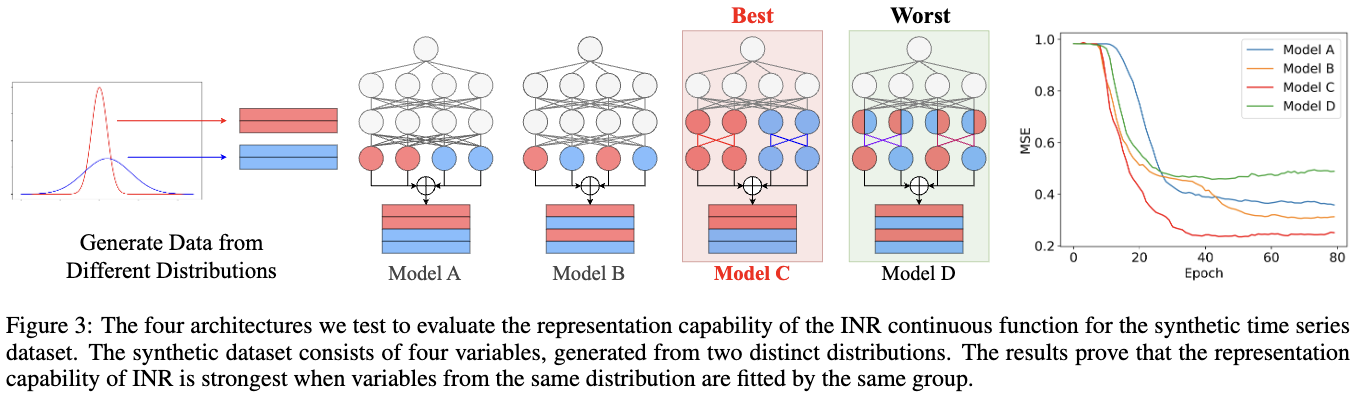 Best
Worst
Generate Data from
Different Distributions
Model A
Model B
Model C
Model D
MSE
1.0
0.8
0.6
0.4
0.2
0
20
40
60
80
Epoch
Model A
Model B
Model C
Model D
Figure 3: The four architectures we test to evaluate the representation capability of the INR continuous function for the synthetic time series
dataset. The synthetic dataset consists of four variables, generated from two distinct distributions. The results prove that the representation
capability of INR is strongest when variables from the same distribution are fitted by the same group.